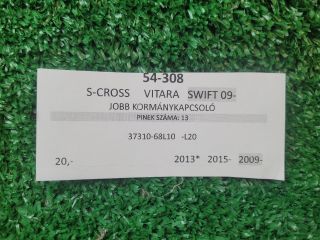 54-308
S-CROSS VITARA SWIFT 09-
JOBB KORMÁNYKAPCSOLÓ
PINEK SZÁMA: 13
37310-68L10 -L20
20,- 2013* 2015- 2009-